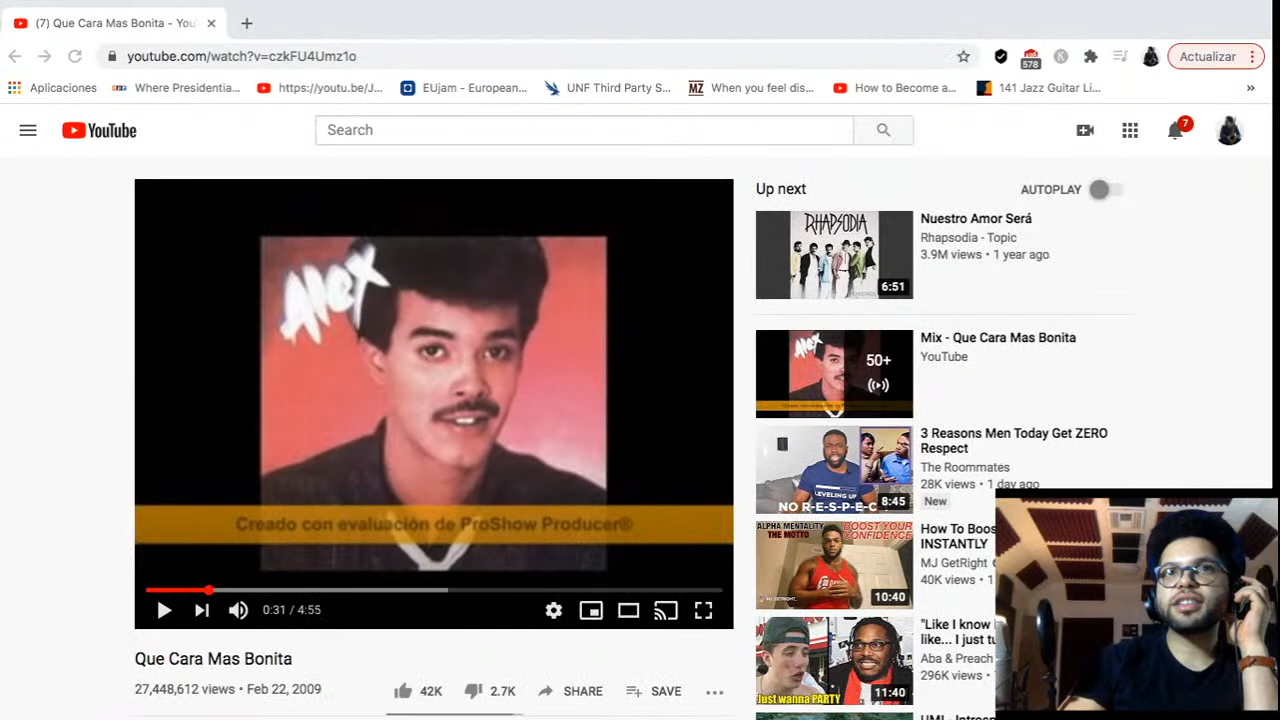 (7) Que Cara Mas Bonita - You
youtube.com/watch?v=czkFU4Umz1o
578
Actualizar
Aplicaciones
Where Presidentia...
https://youtu.be/J...
EUjam - European...
UNF Third Party S...
MZ
When you feel dis...
How to Become a...
141 Jazz Guitar Li...
»
YouTube
Search
7
Alex
Creado con evaluación de ProShow Producer®
0:31 / 4:55
Que Cara Mas Bonita
27,448,612 views • Feb 22, 2009
42K
2.7K
SHARE
SAVE
Up next
AUTOPLAY
RHAPSODIA
6:51
Nuestro Amor Será
Rhapsodia - Topic
3.9M views • 1 year ago
Alex
50+
Mix - Que Cara Mas Bonita
YouTube
LEVELING UP
NO R-E-S-P-E-C
8:45
3 Reasons Men Today Get ZERO
Respect
The Roommates
28K views • 1 day ago
New
ALPHA MENTALITY
THE MOTTO
BOOST YOUR
CONFIDENCE
10:40
How To Boos
INSTANTLY
MJ GetRight
40K views • 1
Just wanna PARTY
11:40
"Like I know
like... I just tu
Aba & Preach
296K views •
UMI - Introsp